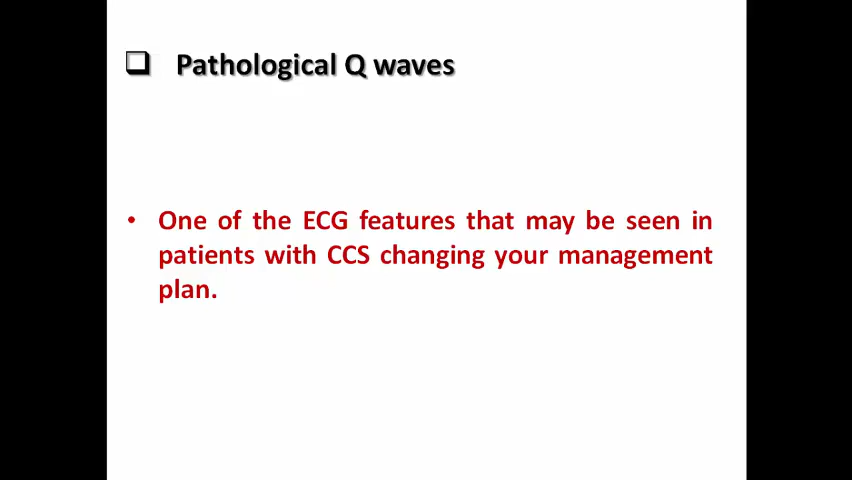 ❑ Pathological Q waves
• One of the ECG features that may be seen in
patients with CCS changing your management
plan.